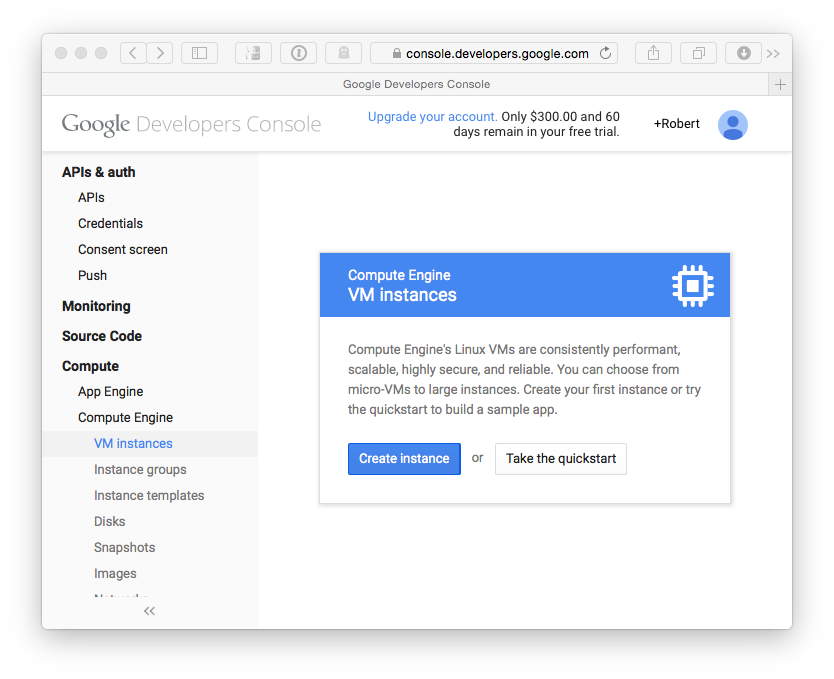 console.developers.google.com
Google Developers Console
Google Developers Console
Upgrade your account. Only $300.00 and 60
days remain in your free trial.
+Robert
APIs & auth
APIs
Credentials
Consent screen
Push
Monitoring
Source Code
Compute
App Engine
Compute Engine
VM instances
Instance groups
Instance templates
Disks
Snapshots
Images
Compute Engine
VM instances
Compute Engine's Linux VMs are consistently performant,
scalable, highly secure, and reliable. You can choose from
micro-VMs to large instances. Create your first instance or try
the quickstart to build a sample app.
Create instance or Take the quickstart